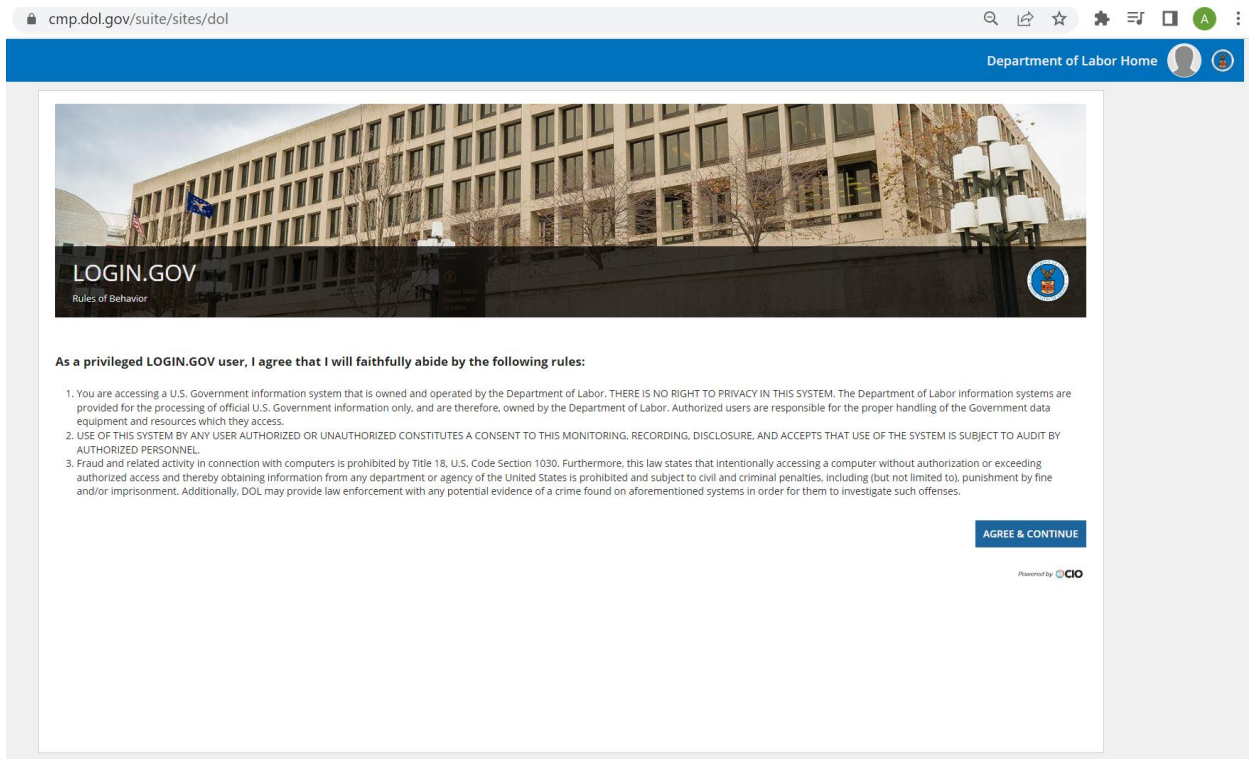 cmp.dol.gov/suite/sites/dol
A
Department of Labor Home
LOGIN.GOV
Rules of Behavior
As a privileged LOGIN.GOV user, I agree that I will faithfully abide by the following rules:
1. You are accessing a U.S. Government information system that is owned and operated by the Department of Labor. THERE IS NO RIGHT TO PRIVACY IN THIS SYSTEM. The Department of Labor information systems are
provided for the processing of official U.S. Government information only, and are therefore, owned by the Department of Labor. Authorized users are responsible for the proper handling of the Government data
equipment and resources which they access.
2. USE OF THIS SYSTEM BY ANY USER AUTHORIZED OR UNAUTHORIZED CONSTITUTES A CONSENT TO THIS MONITORING, RECORDING, DISCLOSURE, AND ACCEPTS THAT USE OF THE SYSTEM IS SUBJECT TO AUDIT BY
AUTHORIZED PERSONNEL.
3. Fraud and related activity in connection with computers is prohibited by Title 18, U.S. Code Section 1030. Furthermore, this law states that intentionally accessing a computer without authorization or exceeding
authorized access and thereby obtaining information from any department or agency of the United States is prohibited and subject to civil and criminal penalties, including (but not limited to), punishment by fine
and/or imprisonment. Additionally, DOL may provide law enforcement with any potential evidence of a crime found on aforementioned systems in order for them to investigate such offenses.
AGREE & CONTINUE
Powered by OCIO